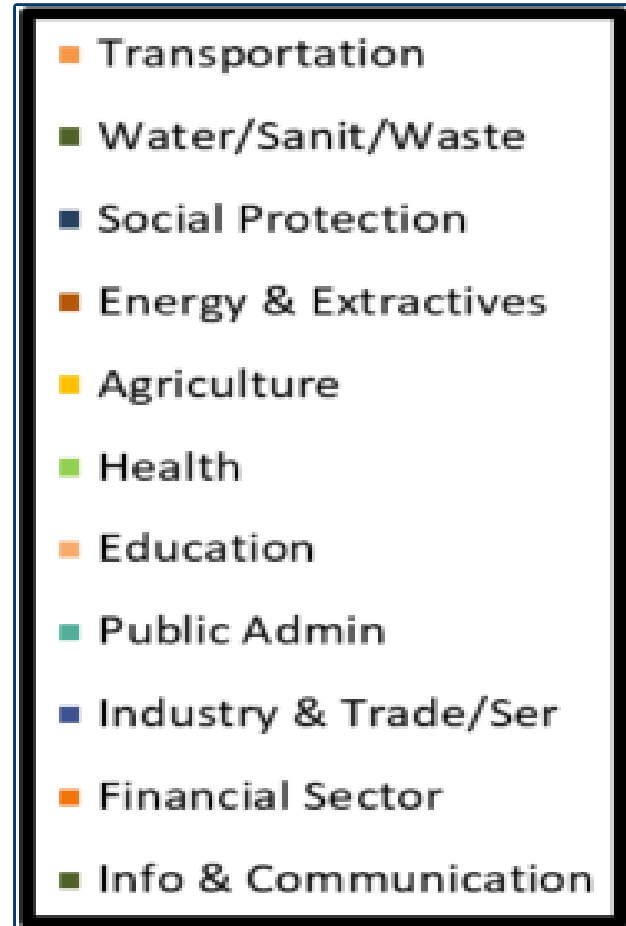 Transportation
Water/Sanit/Waste
Social Protection
Energy & Extractives
Agriculture
Health
Education
Public Admin
Industry & Trade/Ser
Financial Sector
Info & Communication